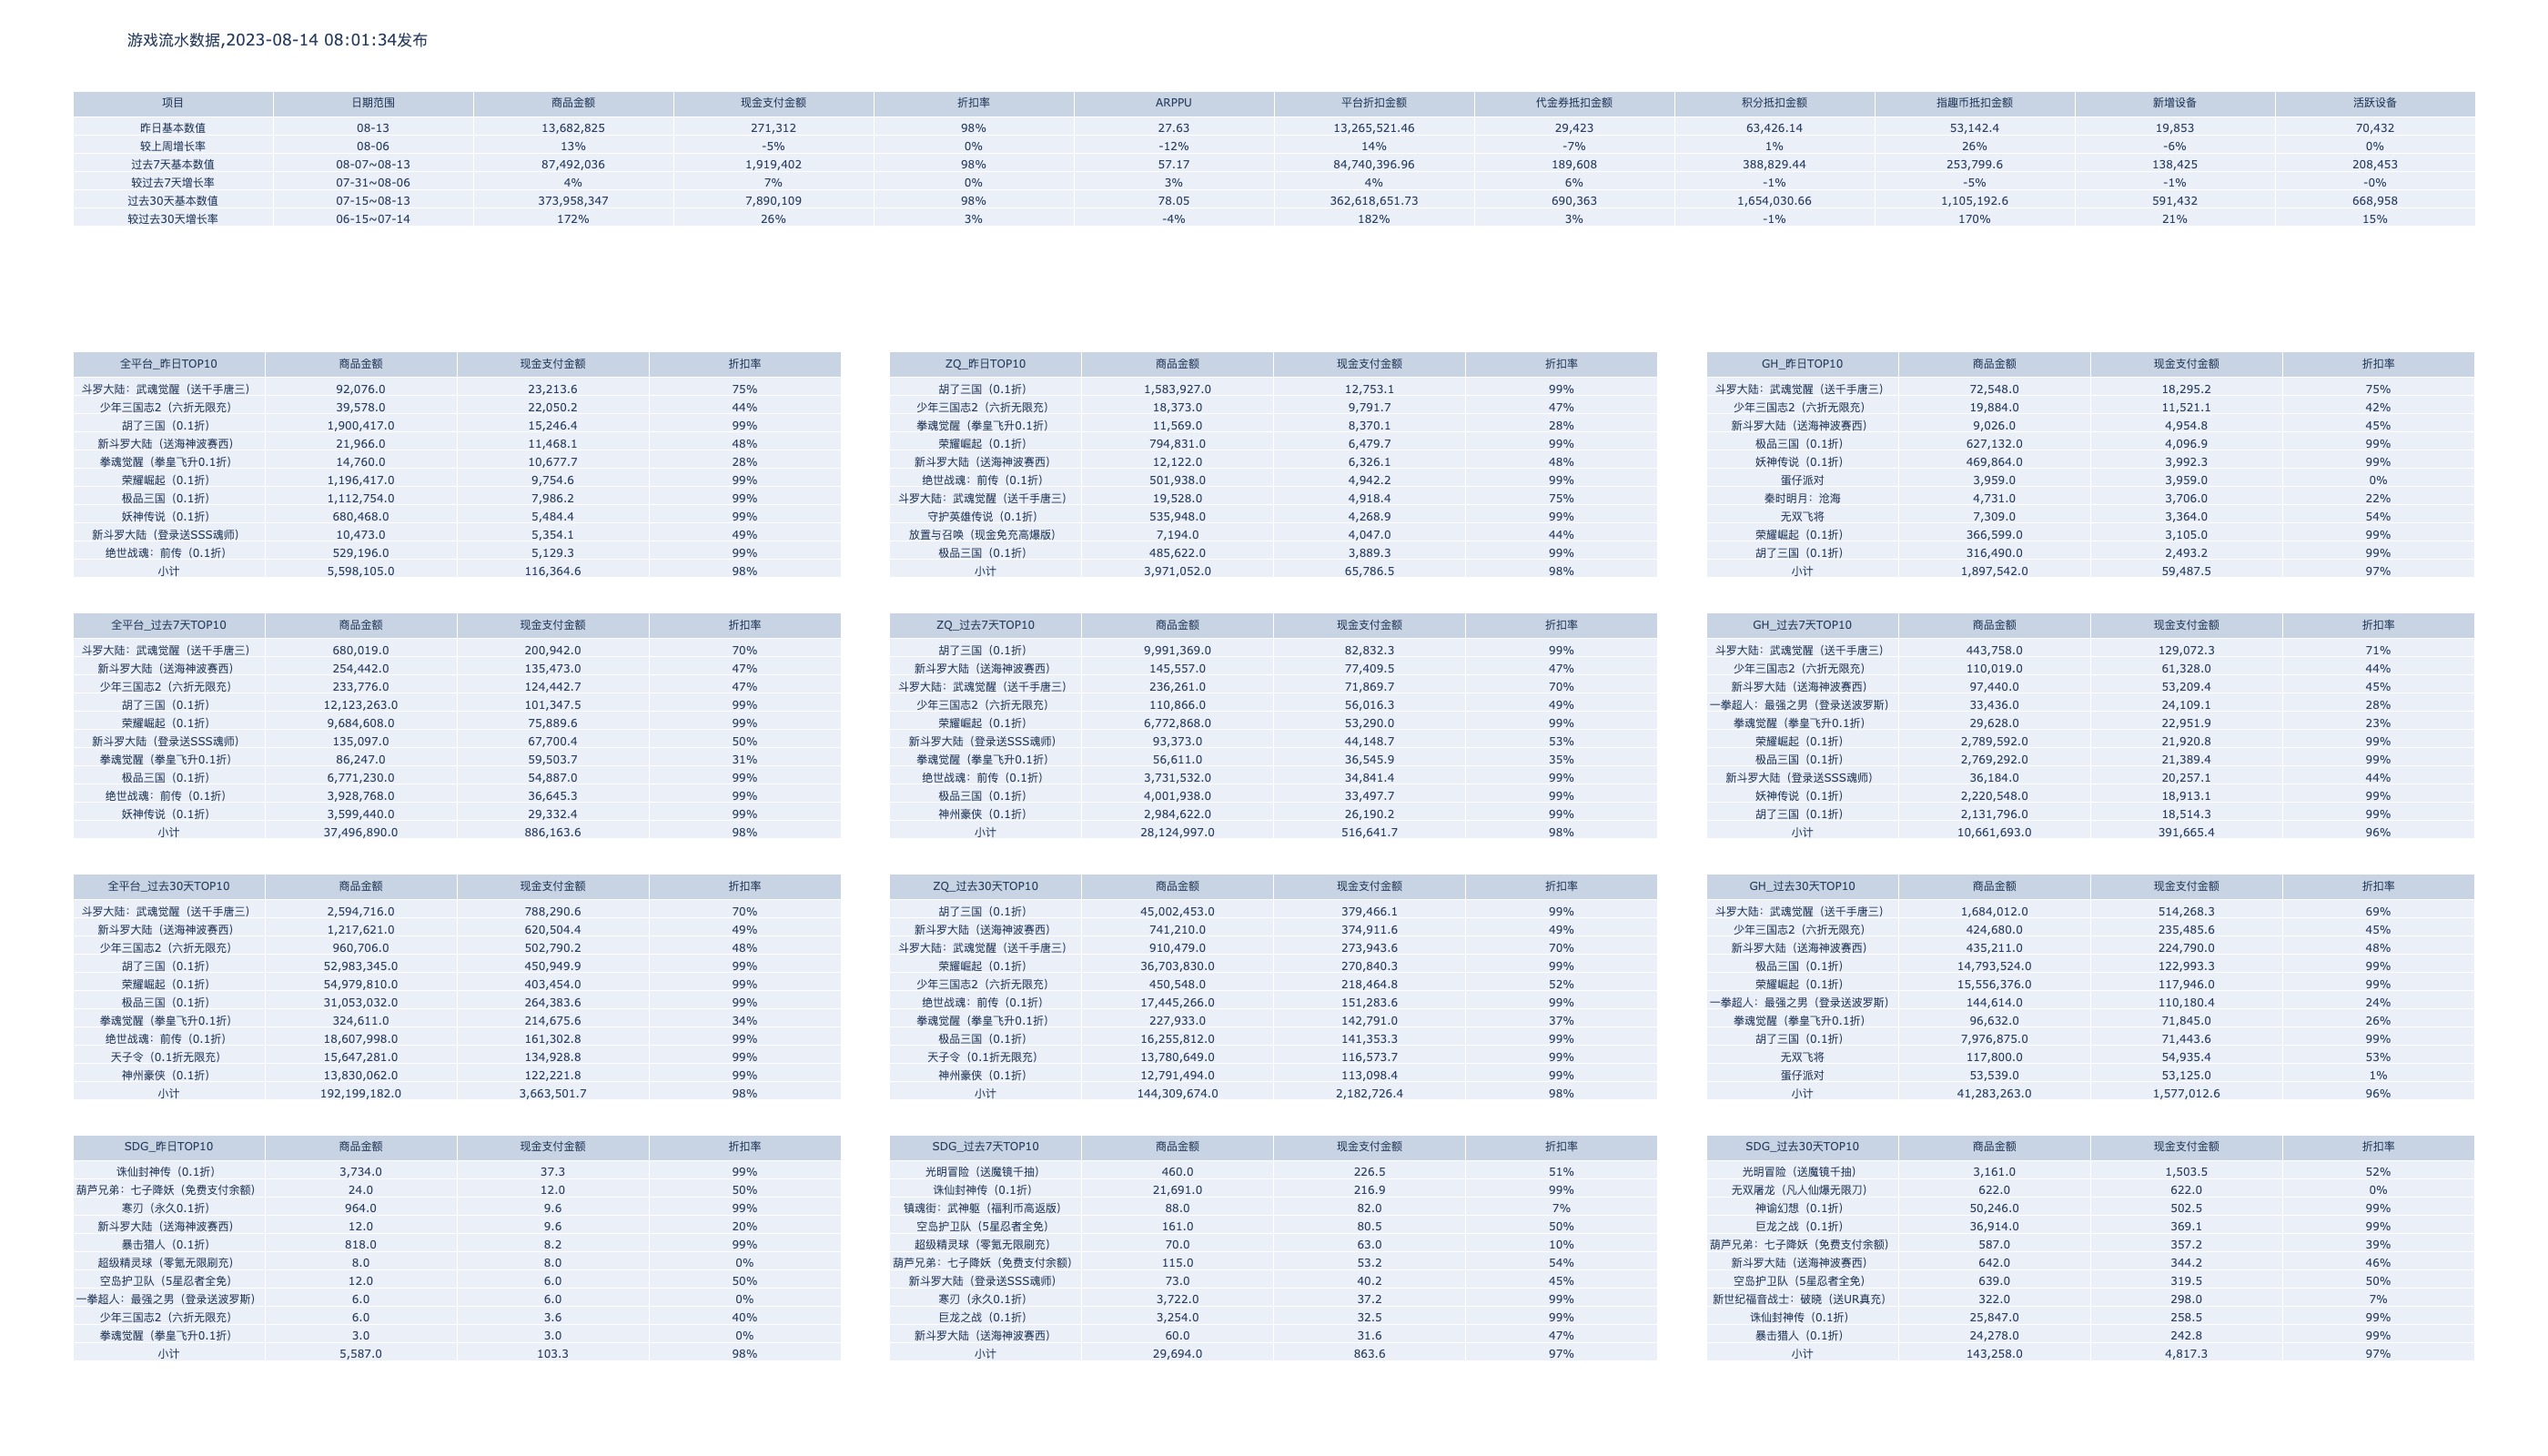 游戏流水数据,2023-08-14 08:01:34发布
项目 日期范围 商品金额 现金支付金额 折扣率 ARPPU 平台折扣金额 代金券抵扣金额 积分抵扣金额 指趣币抵扣金额 新增设备 活跃设备
昨日基本数值 08-13 13,682,825 271,312 98% 27.63 13,265,521.46 29,423 63,426.14 53,142.4 19,853 70,432
较上周增长率 08-06 13% -5% 0% -12% 14% -7% 1% 26% -6% 0%
过去7天基本数值 08-07~08-13 87,492,036 1,919,402 98% 57.17 84,740,396.96 189,608 388,829.44 253,799.6 138,425 208,453
较过去7天增长率 07-31~08-06 4% 7% 0% 3% 4% 6% -1% -5% -1% -0%
过去30天基本数值 07-15~08-13 373,958,347 7,890,109 98% 78.05 362,618,651.73 690,363 1,654,030.66 1,105,192.6 591,432 668,958
较过去30天增长率 06-15~07-14 172% 26% 3% -4% 182% 3% -1% 170% 21% 15%
全平台_昨日TOP10 商品金额 现金支付金额 折扣率
斗罗大陆：武魂觉醒（送千手唐三） 92,076.0 23,213.6 75%
少年三国志2（六折无限充） 39,578.0 22,050.2 44%
胡了三国（0.1折） 1,900,417.0 15,246.4 99%
新斗罗大陆（送海神波赛西） 21,966.0 11,468.1 48%
拳魂觉醒（拳皇飞升0.1折） 14,760.0 10,677.7 28%
荣耀崛起（0.1折） 1,196,417.0 9,754.6 99%
极品三国（0.1折） 1,112,754.0 7,986.2 99%
妖神传说（0.1折） 680,468.0 5,484.4 99%
新斗罗大陆（登录送SSS魂师） 10,473.0 5,354.1 49%
绝世战魂：前传（0.1折） 529,196.0 5,129.3 99%
小计 5,598,105.0 116,364.6 98%
ZQ_昨日TOP10 商品金额 现金支付金额 折扣率
胡了三国（0.1折） 1,583,927.0 12,753.1 99%
少年三国志2（六折无限充） 18,373.0 9,791.7 47%
拳魂觉醒（拳皇飞升0.1折） 11,569.0 8,370.1 28%
荣耀崛起（0.1折） 794,831.0 6,479.7 99%
新斗罗大陆（送海神波赛西） 12,122.0 6,326.1 48%
绝世战魂：前传（0.1折） 501,938.0 4,942.2 99%
斗罗大陆：武魂觉醒（送千手唐三） 19,528.0 4,918.4 75%
守护英雄传说（0.1折） 535,948.0 4,268.9 99%
放置与召唤（现金免充高爆版） 7,194.0 4,047.0 44%
极品三国（0.1折） 485,622.0 3,889.3 99%
小计 3,971,052.0 65,786.5 98%
GH_昨日TOP10 商品金额 现金支付金额 折扣率
斗罗大陆：武魂觉醒（送千手唐三） 72,548.0 18,295.2 75%
少年三国志2（六折无限充） 19,884.0 11,521.1 42%
新斗罗大陆（送海神波赛西） 9,026.0 4,954.8 45%
极品三国（0.1折） 627,132.0 4,096.9 99%
妖神传说（0.1折） 469,864.0 3,992.3 99%
蛋仔派对 3,959.0 3,959.0 0%
秦时明月：沧海 4,731.0 3,706.0 22%
无双飞将 7,309.0 3,364.0 54%
荣耀崛起（0.1折） 366,599.0 3,105.0 99%
胡了三国（0.1折） 316,490.0 2,493.2 99%
小计 1,897,542.0 59,487.5 97%
全平台_过去7天TOP10 商品金额 现金支付金额 折扣率
斗罗大陆：武魂觉醒（送千手唐三） 680,019.0 200,942.0 70%
新斗罗大陆（送海神波赛西） 254,442.0 135,473.0 47%
少年三国志2（六折无限充） 233,776.0 124,442.7 47%
胡了三国（0.1折） 12,123,263.0 101,347.5 99%
荣耀崛起（0.1折） 9,684,608.0 75,889.6 99%
新斗罗大陆（登录送SSS魂师） 135,097.0 67,700.4 50%
拳魂觉醒（拳皇飞升0.1折） 86,247.0 59,503.7 31%
极品三国（0.1折） 6,771,230.0 54,887.0 99%
绝世战魂：前传（0.1折） 3,928,768.0 36,645.3 99%
妖神传说（0.1折） 3,599,440.0 29,332.4 99%
小计 37,496,890.0 886,163.6 98%
ZQ_过去7天TOP10 商品金额 现金支付金额 折扣率
胡了三国（0.1折） 9,991,369.0 82,832.3 99%
新斗罗大陆（送海神波赛西） 145,557.0 77,409.5 47%
斗罗大陆：武魂觉醒（送千手唐三） 236,261.0 71,869.7 70%
少年三国志2（六折无限充） 110,866.0 56,016.3 49%
荣耀崛起（0.1折） 6,772,868.0 53,290.0 99%
新斗罗大陆（登录送SSS魂师） 93,373.0 44,148.7 53%
拳魂觉醒（拳皇飞升0.1折） 56,611.0 36,545.9 35%
绝世战魂：前传（0.1折） 3,731,532.0 34,841.4 99%
极品三国（0.1折） 4,001,938.0 33,497.7 99%
神州豪侠（0.1折） 2,984,622.0 26,190.2 99%
小计 28,124,997.0 516,641.7 98%
GH_过去7天TOP10 商品金额 现金支付金额 折扣率
斗罗大陆：武魂觉醒（送千手唐三） 443,758.0 129,072.3 71%
少年三国志2（六折无限充） 110,019.0 61,328.0 44%
新斗罗大陆（送海神波赛西） 97,440.0 53,209.4 45%
一拳超人：最强之男（登录送波罗斯） 33,436.0 24,109.1 28%
拳魂觉醒（拳皇飞升0.1折） 29,628.0 22,951.9 23%
荣耀崛起（0.1折） 2,789,592.0 21,920.8 99%
极品三国（0.1折） 2,769,292.0 21,389.4 99%
新斗罗大陆（登录送SSS魂师） 36,184.0 20,257.1 44%
妖神传说（0.1折） 2,220,548.0 18,913.1 99%
胡了三国（0.1折） 2,131,796.0 18,514.3 99%
小计 10,661,693.0 391,665.4 96%
全平台_过去30天TOP10 商品金额 现金支付金额 折扣率
斗罗大陆：武魂觉醒（送千手唐三） 2,594,716.0 788,290.6 70%
新斗罗大陆（送海神波赛西） 1,217,621.0 620,504.4 49%
少年三国志2（六折无限充） 960,706.0 502,790.2 48%
胡了三国（0.1折） 52,983,345.0 450,949.9 99%
荣耀崛起（0.1折） 54,979,810.0 403,454.0 99%
极品三国（0.1折） 31,053,032.0 264,383.6 99%
拳魂觉醒（拳皇飞升0.1折） 324,611.0 214,675.6 34%
绝世战魂：前传（0.1折） 18,607,998.0 161,302.8 99%
天子令（0.1折无限充） 15,647,281.0 134,928.8 99%
神州豪侠（0.1折） 13,830,062.0 122,221.8 99%
小计 192,199,182.0 3,663,501.7 98%
ZQ_过去30天TOP10 商品金额 现金支付金额 折扣率
胡了三国（0.1折） 45,002,453.0 379,466.1 99%
新斗罗大陆（送海神波赛西） 741,210.0 374,911.6 49%
斗罗大陆：武魂觉醒（送千手唐三） 910,479.0 273,943.6 70%
荣耀崛起（0.1折） 36,703,830.0 270,840.3 99%
少年三国志2（六折无限充） 450,548.0 218,464.8 52%
绝世战魂：前传（0.1折） 17,445,266.0 151,283.6 99%
拳魂觉醒（拳皇飞升0.1折） 227,933.0 142,791.0 37%
极品三国（0.1折） 16,255,812.0 141,353.3 99%
天子令（0.1折无限充） 13,780,649.0 116,573.7 99%
神州豪侠（0.1折） 12,791,494.0 113,098.4 99%
小计 144,309,674.0 2,182,726.4 98%
GH_过去30天TOP10 商品金额 现金支付金额 折扣率
斗罗大陆：武魂觉醒（送千手唐三） 1,684,012.0 514,268.3 69%
少年三国志2（六折无限充） 424,680.0 235,485.6 45%
新斗罗大陆（送海神波赛西） 435,211.0 224,790.0 48%
极品三国（0.1折） 14,793,524.0 122,993.3 99%
荣耀崛起（0.1折） 15,556,376.0 117,946.0 99%
一拳超人：最强之男（登录送波罗斯） 144,614.0 110,180.4 24%
拳魂觉醒（拳皇飞升0.1折） 96,632.0 71,845.0 26%
胡了三国（0.1折） 7,976,875.0 71,443.6 99%
无双飞将 117,800.0 54,935.4 53%
蛋仔派对 53,539.0 53,125.0 1%
小计 41,283,263.0 1,577,012.6 96%
SDG_昨日TOP10 商品金额 现金支付金额 折扣率
诛仙封神传（0.1折） 3,734.0 37.3 99%
葫芦兄弟：七子降妖（免费支付余额） 24.0 12.0 50%
寒刃（永久0.1折） 964.0 9.6 99%
新斗罗大陆（送海神波赛西） 12.0 9.6 20%
暴击猎人（0.1折） 818.0 8.2 99%
超级精灵球（零氪无限刷充） 8.0 8.0 0%
空岛护卫队（5星忍者全免） 12.0 6.0 50%
一拳超人：最强之男（登录送波罗斯） 6.0 6.0 0%
少年三国志2（六折无限充） 6.0 3.6 40%
拳魂觉醒（拳皇飞升0.1折） 3.0 3.0 0%
小计 5,587.0 103.3 98%
SDG_过去7天TOP10 商品金额 现金支付金额 折扣率
光明冒险（送魔镜千抽） 460.0 226.5 51%
诛仙封神传（0.1折） 21,691.0 216.9 99%
镇魂街：武神躯（福利币高返版） 88.0 82.0 7%
空岛护卫队（5星忍者全免） 161.0 80.5 50%
超级精灵球（零氪无限刷充） 70.0 63.0 10%
葫芦兄弟：七子降妖（免费支付余额） 115.0 53.2 54%
新斗罗大陆（登录送SSS魂师） 73.0 40.2 45%
寒刃（永久0.1折） 3,722.0 37.2 99%
巨龙之战（0.1折） 3,254.0 32.5 99%
新斗罗大陆（送海神波赛西） 60.0 31.6 47%
小计 29,694.0 863.6 97%
SDG_过去30天TOP10 商品金额 现金支付金额 折扣率
光明冒险（送魔镜千抽） 3,161.0 1,503.5 52%
无双屠龙（凡人仙爆无限刀） 622.0 622.0 0%
神谕幻想（0.1折） 50,246.0 502.5 99%
巨龙之战（0.1折） 36,914.0 369.1 99%
葫芦兄弟：七子降妖（免费支付余额） 587.0 357.2 39%
新斗罗大陆（送海神波赛西） 642.0 344.2 46%
空岛护卫队（5星忍者全免） 639.0 319.5 50%
新世纪福音战士：破晓（送UR真充） 322.0 298.0 7%
诛仙封神传（0.1折） 25,847.0 258.5 99%
暴击猎人（0.1折） 24,278.0 242.8 99%
小计 143,258.0 4,817.3 97%